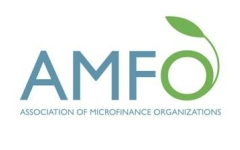 AMFO
ASSOCIATION OF MICROFINANCE ORGANIZATIONS